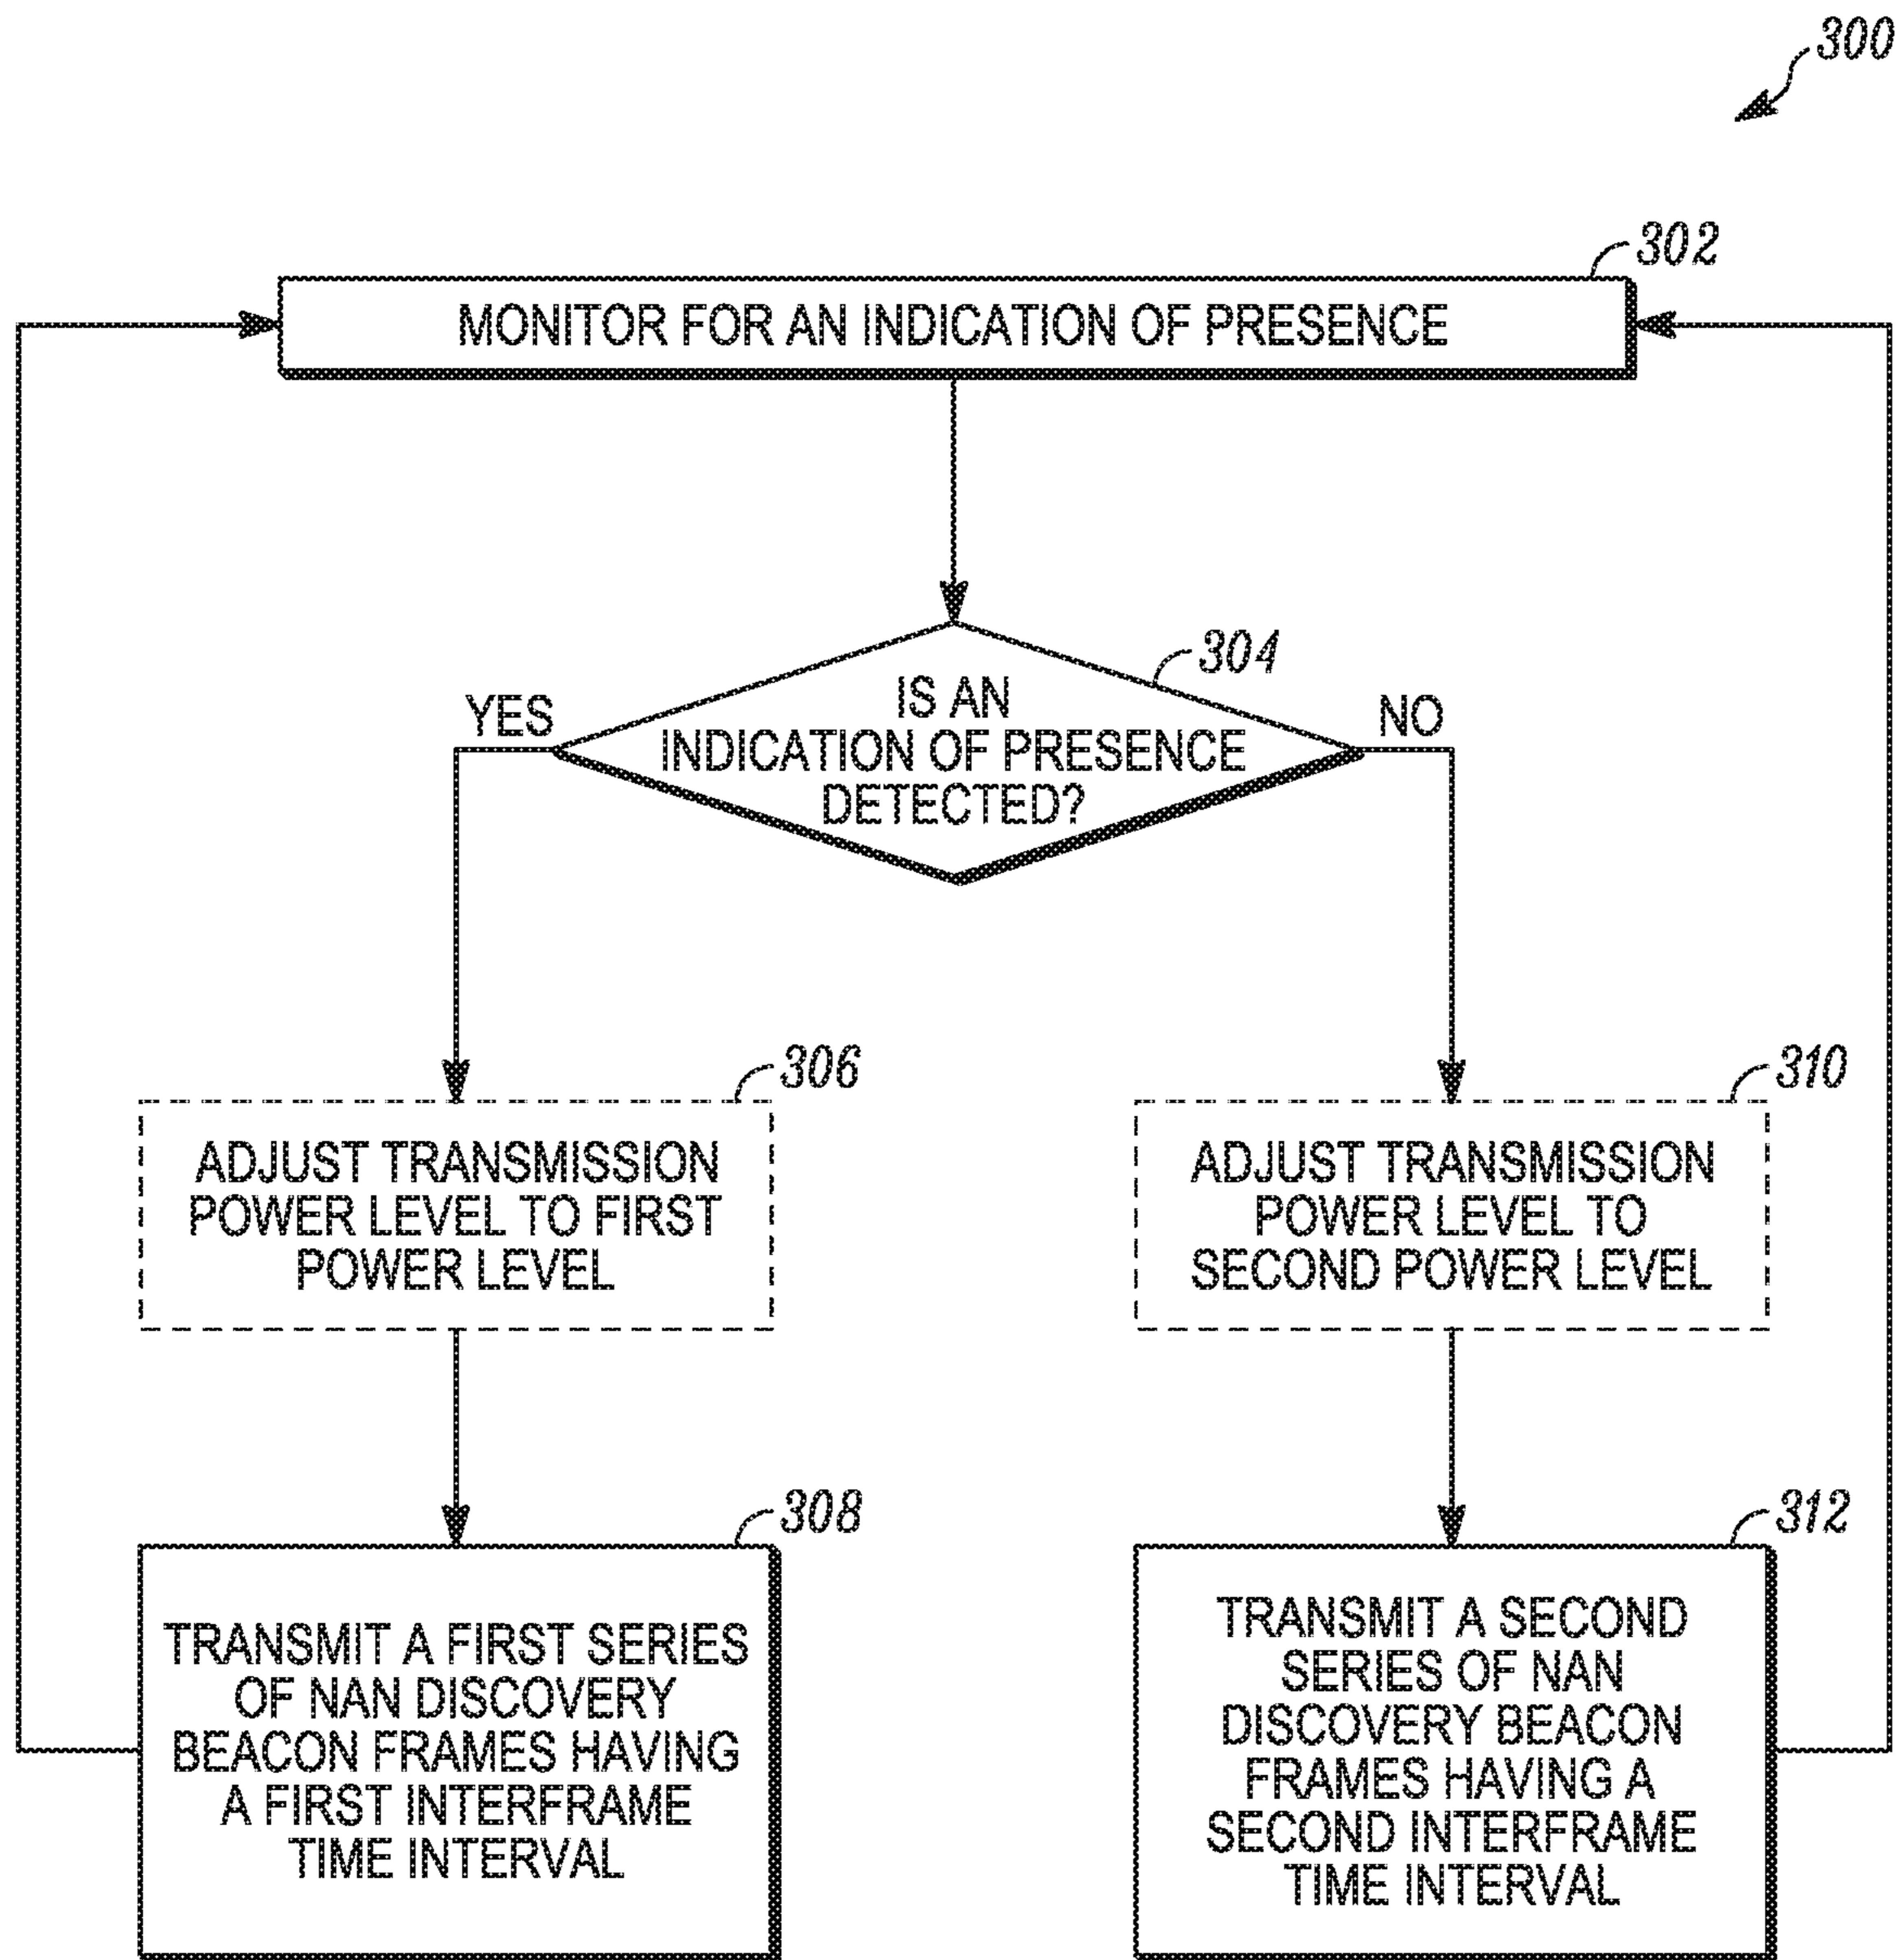 300
302
MONITOR FOR AN INDICATION OF PRESENCE
304
YES
IS AN
INDICATION OF PRESENCE
DETECTED?
NO
306
ADJUST TRANSMISSION
POWER LEVEL TO FIRST
POWER LEVEL
310
ADJUST TRANSMISSION
POWER LEVEL TO
SECOND POWER LEVEL
308
TRANSMIT A FIRST SERIES
OF NAN DISCOVERY
BEACON FRAMES HAVING
A FIRST INTERFRAME
TIME INTERVAL
312
TRANSMIT A SECOND
SERIES OF NAN
DISCOVERY BEACON
FRAMES HAVING A
SECOND INTERFRAME
TIME INTERVAL